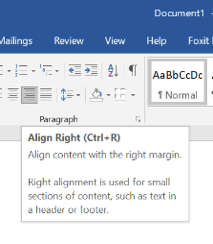 Document1
Mailings Review View Help Foxit
AaBbCcDc
¶ Normal
Paragraph
Align Right (Ctrl+R)
Align content with the right margin.
Right alignment is used for small
sections of content, such as text in
a header or footer.